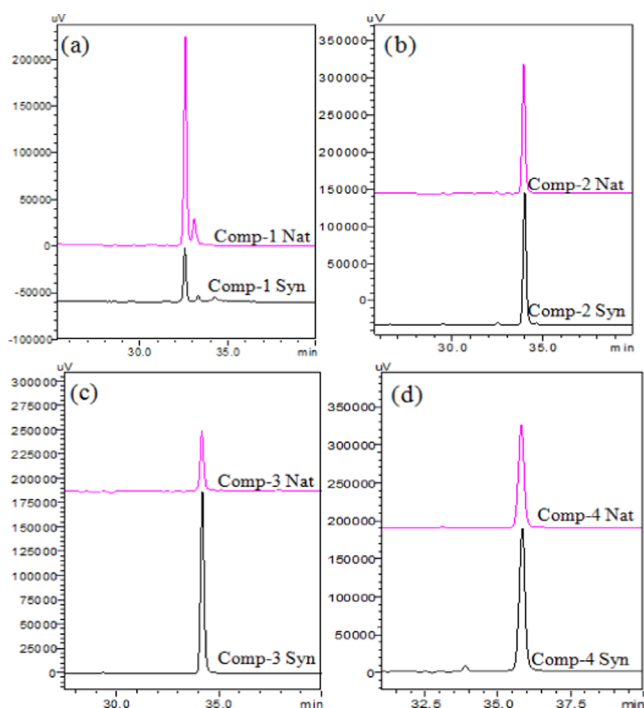 uV
(a)
200000
150000
100000
50000
0
-50000
-100000
Comp-1 Nat
Comp-1 Syn
30.0 35.0 min
uV
(b)
350000
300000
250000
200000
150000
100000
50000
0
Comp-2 Nat
Comp-2 Syn
30.0 35.0 min
uV
(c)
300000
275000
250000
225000
200000
175000
150000
125000
100000
75000
50000
25000
0
Comp-3 Nat
Comp-3 Syn
30.0 35.0 min
uV
(d)
350000
300000
250000
200000
150000
100000
50000
0
Comp-4 Nat
Comp-4 Syn
32.5 35.0 37.5 min